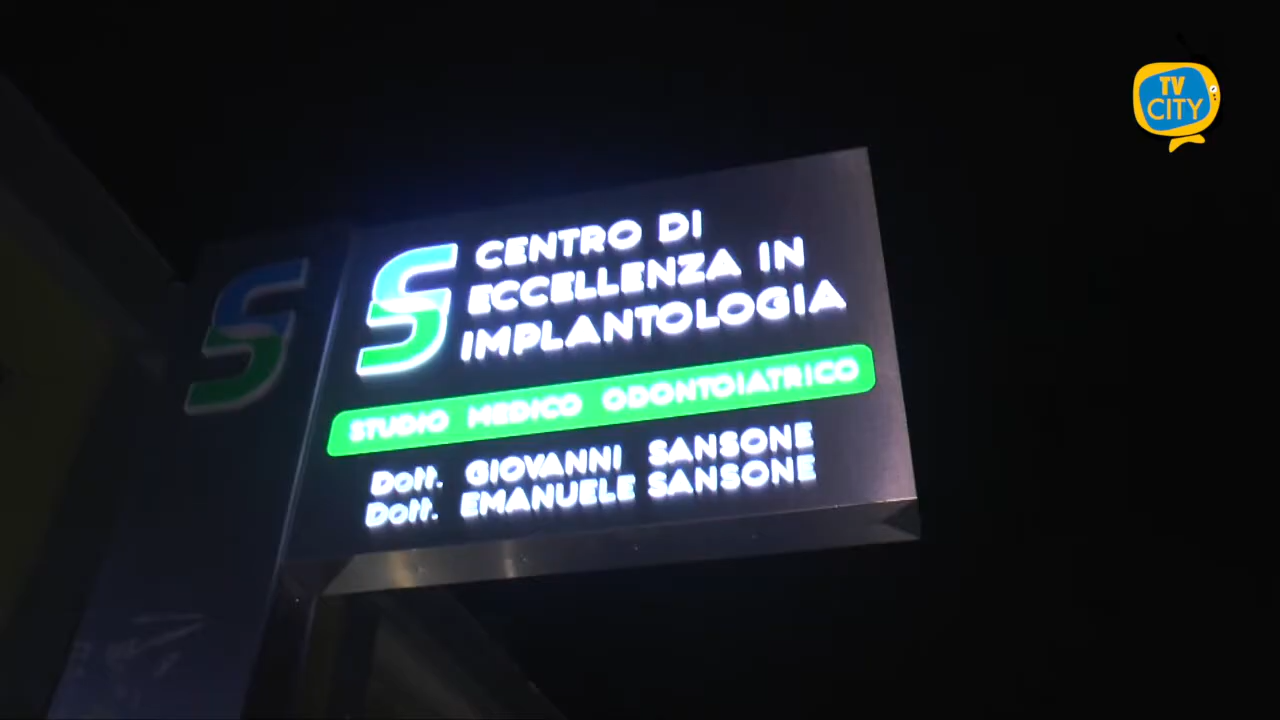 TV
CITY
CENTRO DI
ECCELLENZA IN
IMPLANTOLOGIA
STUDIO MEDICO ODONTOIATRICO
Dott. GIOVANNI SANSONE
Dott. EMANUELE SANSONE